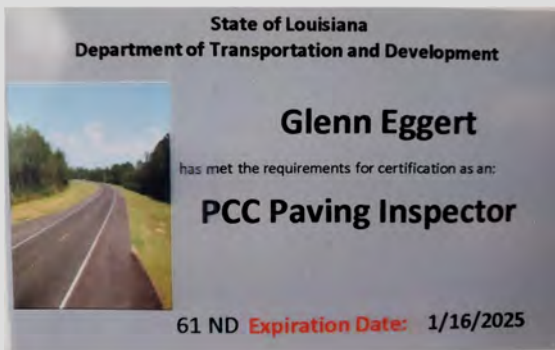 State of Louisiana
Department of Transportation and Development
Glenn Eggert
has met the requirements for certification as an:
PCC Paving Inspector
61 ND Expiration Date: 1/16/2025